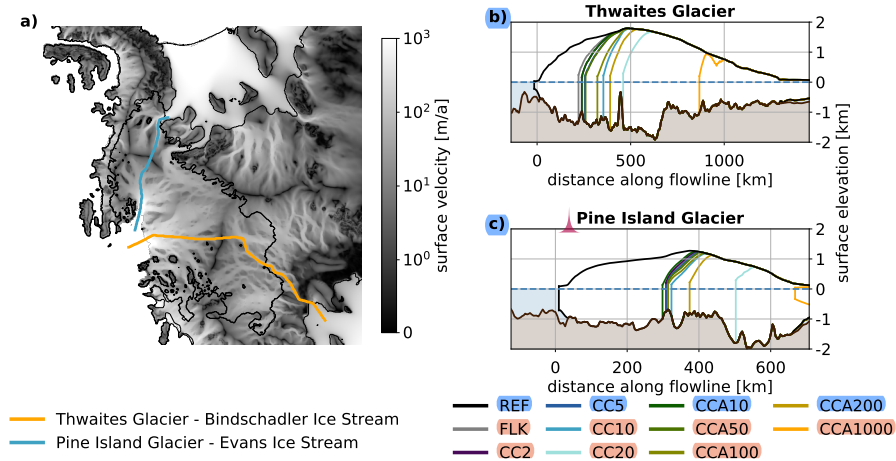 a)
10³
10²
10¹
10⁰
0
surface velocity [m/a]
b)
Thwaites Glacier
2
1
0
-1
-2
0
500
1000
distance along flowline [km]
surface elevation [km]
c)
Pine Island Glacier
2
1
0
-1
-2
0
200
400
600
distance along flowline [km]
Thwaites Glacier - Bindschadler Ice Stream
Pine Island Glacier - Evans Ice Stream
REF
CC5
CCA10
CCA200
FLK
CC10
CCA50
CCA1000
CC2
CC20
CCA100